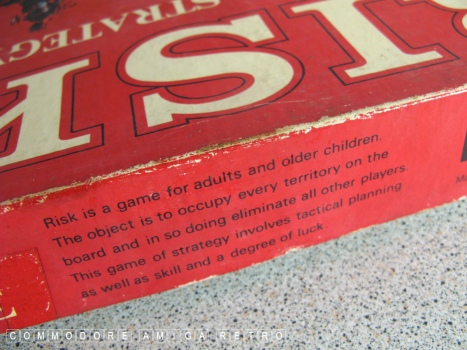 STRATEGY
RISK
Risk is a game for adults and older children.
The object is to occupy every territory on the
board and in so doing eliminate all other players.
This game of strategy involves tactical planning
as well as skill and a degree of luck
COMMODORE AMIGA RETRO